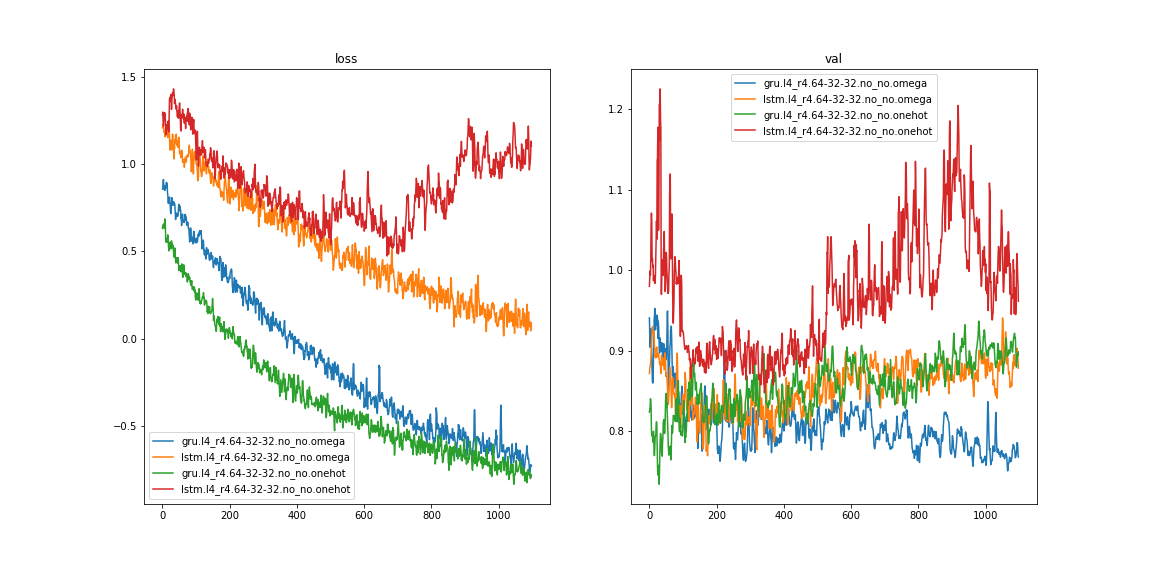 loss
1.5
1.0
0.5
0.0
−0.5
0
200
400
600
800
1000
gru.l4_r4.64-32-32.no_no.omega
lstm.l4_r4.64-32-32.no_no.omega
gru.l4_r4.64-32-32.no_no.onehot
lstm.l4_r4.64-32-32.no_no.onehot
val
1.2
1.1
1.0
0.9
0.8
0
200
400
600
800
1000
gru.l4_r4.64-32-32.no_no.omega
lstm.l4_r4.64-32-32.no_no.omega
gru.l4_r4.64-32-32.no_no.onehot
lstm.l4_r4.64-32-32.no_no.onehot